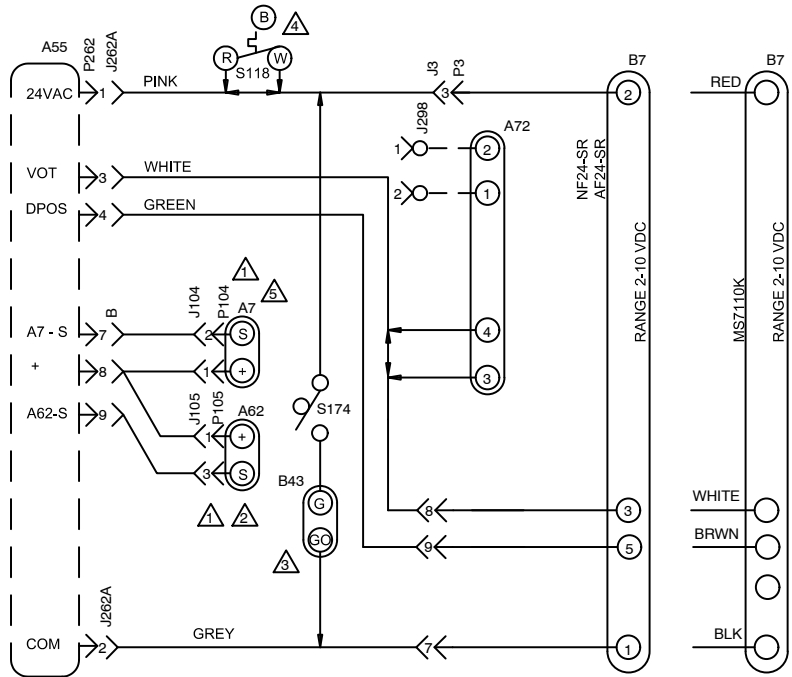 B
4
A55
P262
J262A
R
W
S118
B7
B7
J3
P3
24VAC
1
PINK
3
2
RED
J298
A72
1
2
NF24-SR
AF24-SR
VOT
3
WHITE
2
1
DPOS
4
GREEN
RANGE 2-10 VDC
MS7110K
RANGE 2-10 VDC
1
5
B
J104
P104
A7
A7 - S
7
2
S
4
+
8
1
+
3
J105
P105
A62
S174
A62-S
9
1
+
3
S
B43
G
WHITE
8
3
1
2
BRWN
GO
9
5
3
J262A
COM
2
GREY
7
1
BLK